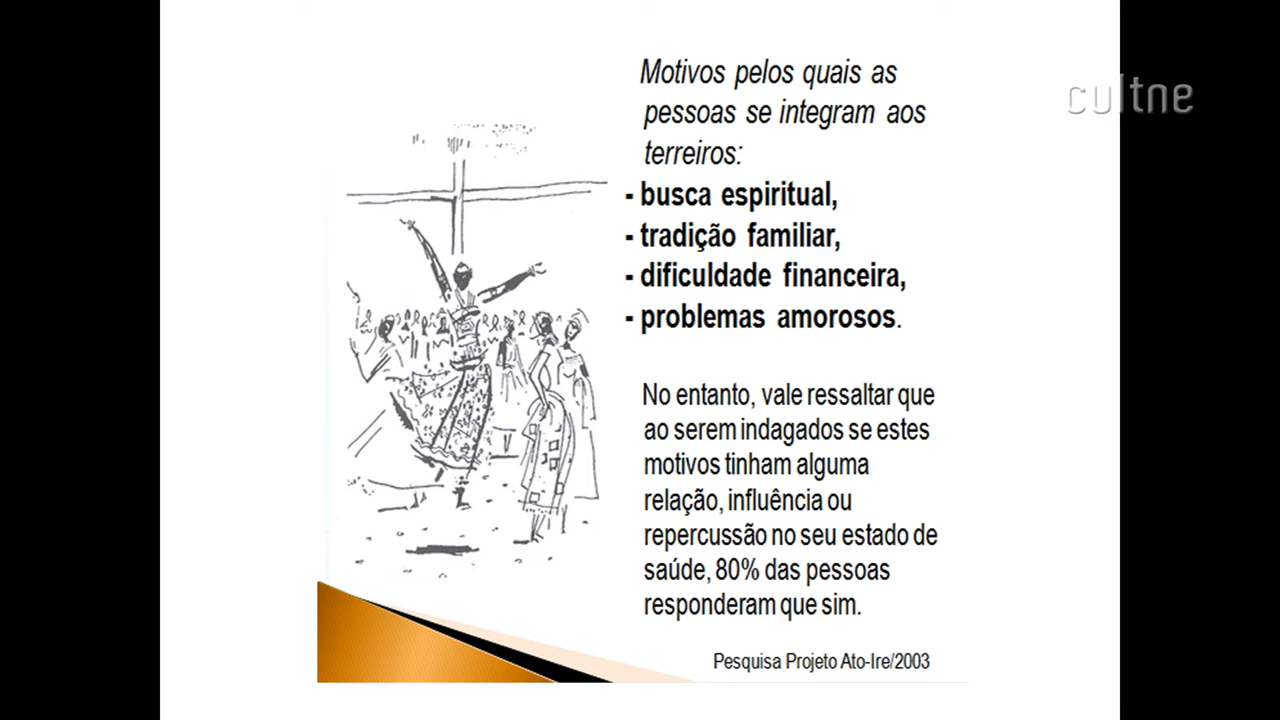 Motivos pelos quais as
pessoas se integram aos
terreiros:
- busca espiritual,
- tradição familiar,
- dificuldade financeira,
- problemas amorosos.
No entanto, vale ressaltar que
ao serem indagados se estes
motivos tinham alguma
relação, influência ou
repercussão no seu estado de
saúde, 80% das pessoas
responderam que sim.
Pesquisa Projeto Ato-Ire/2003
cultne